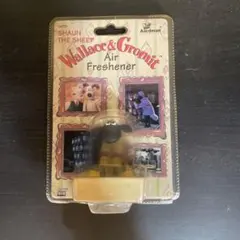 SHAUN
THE SHEEP
Wallace & Gromit
Air
Freshener